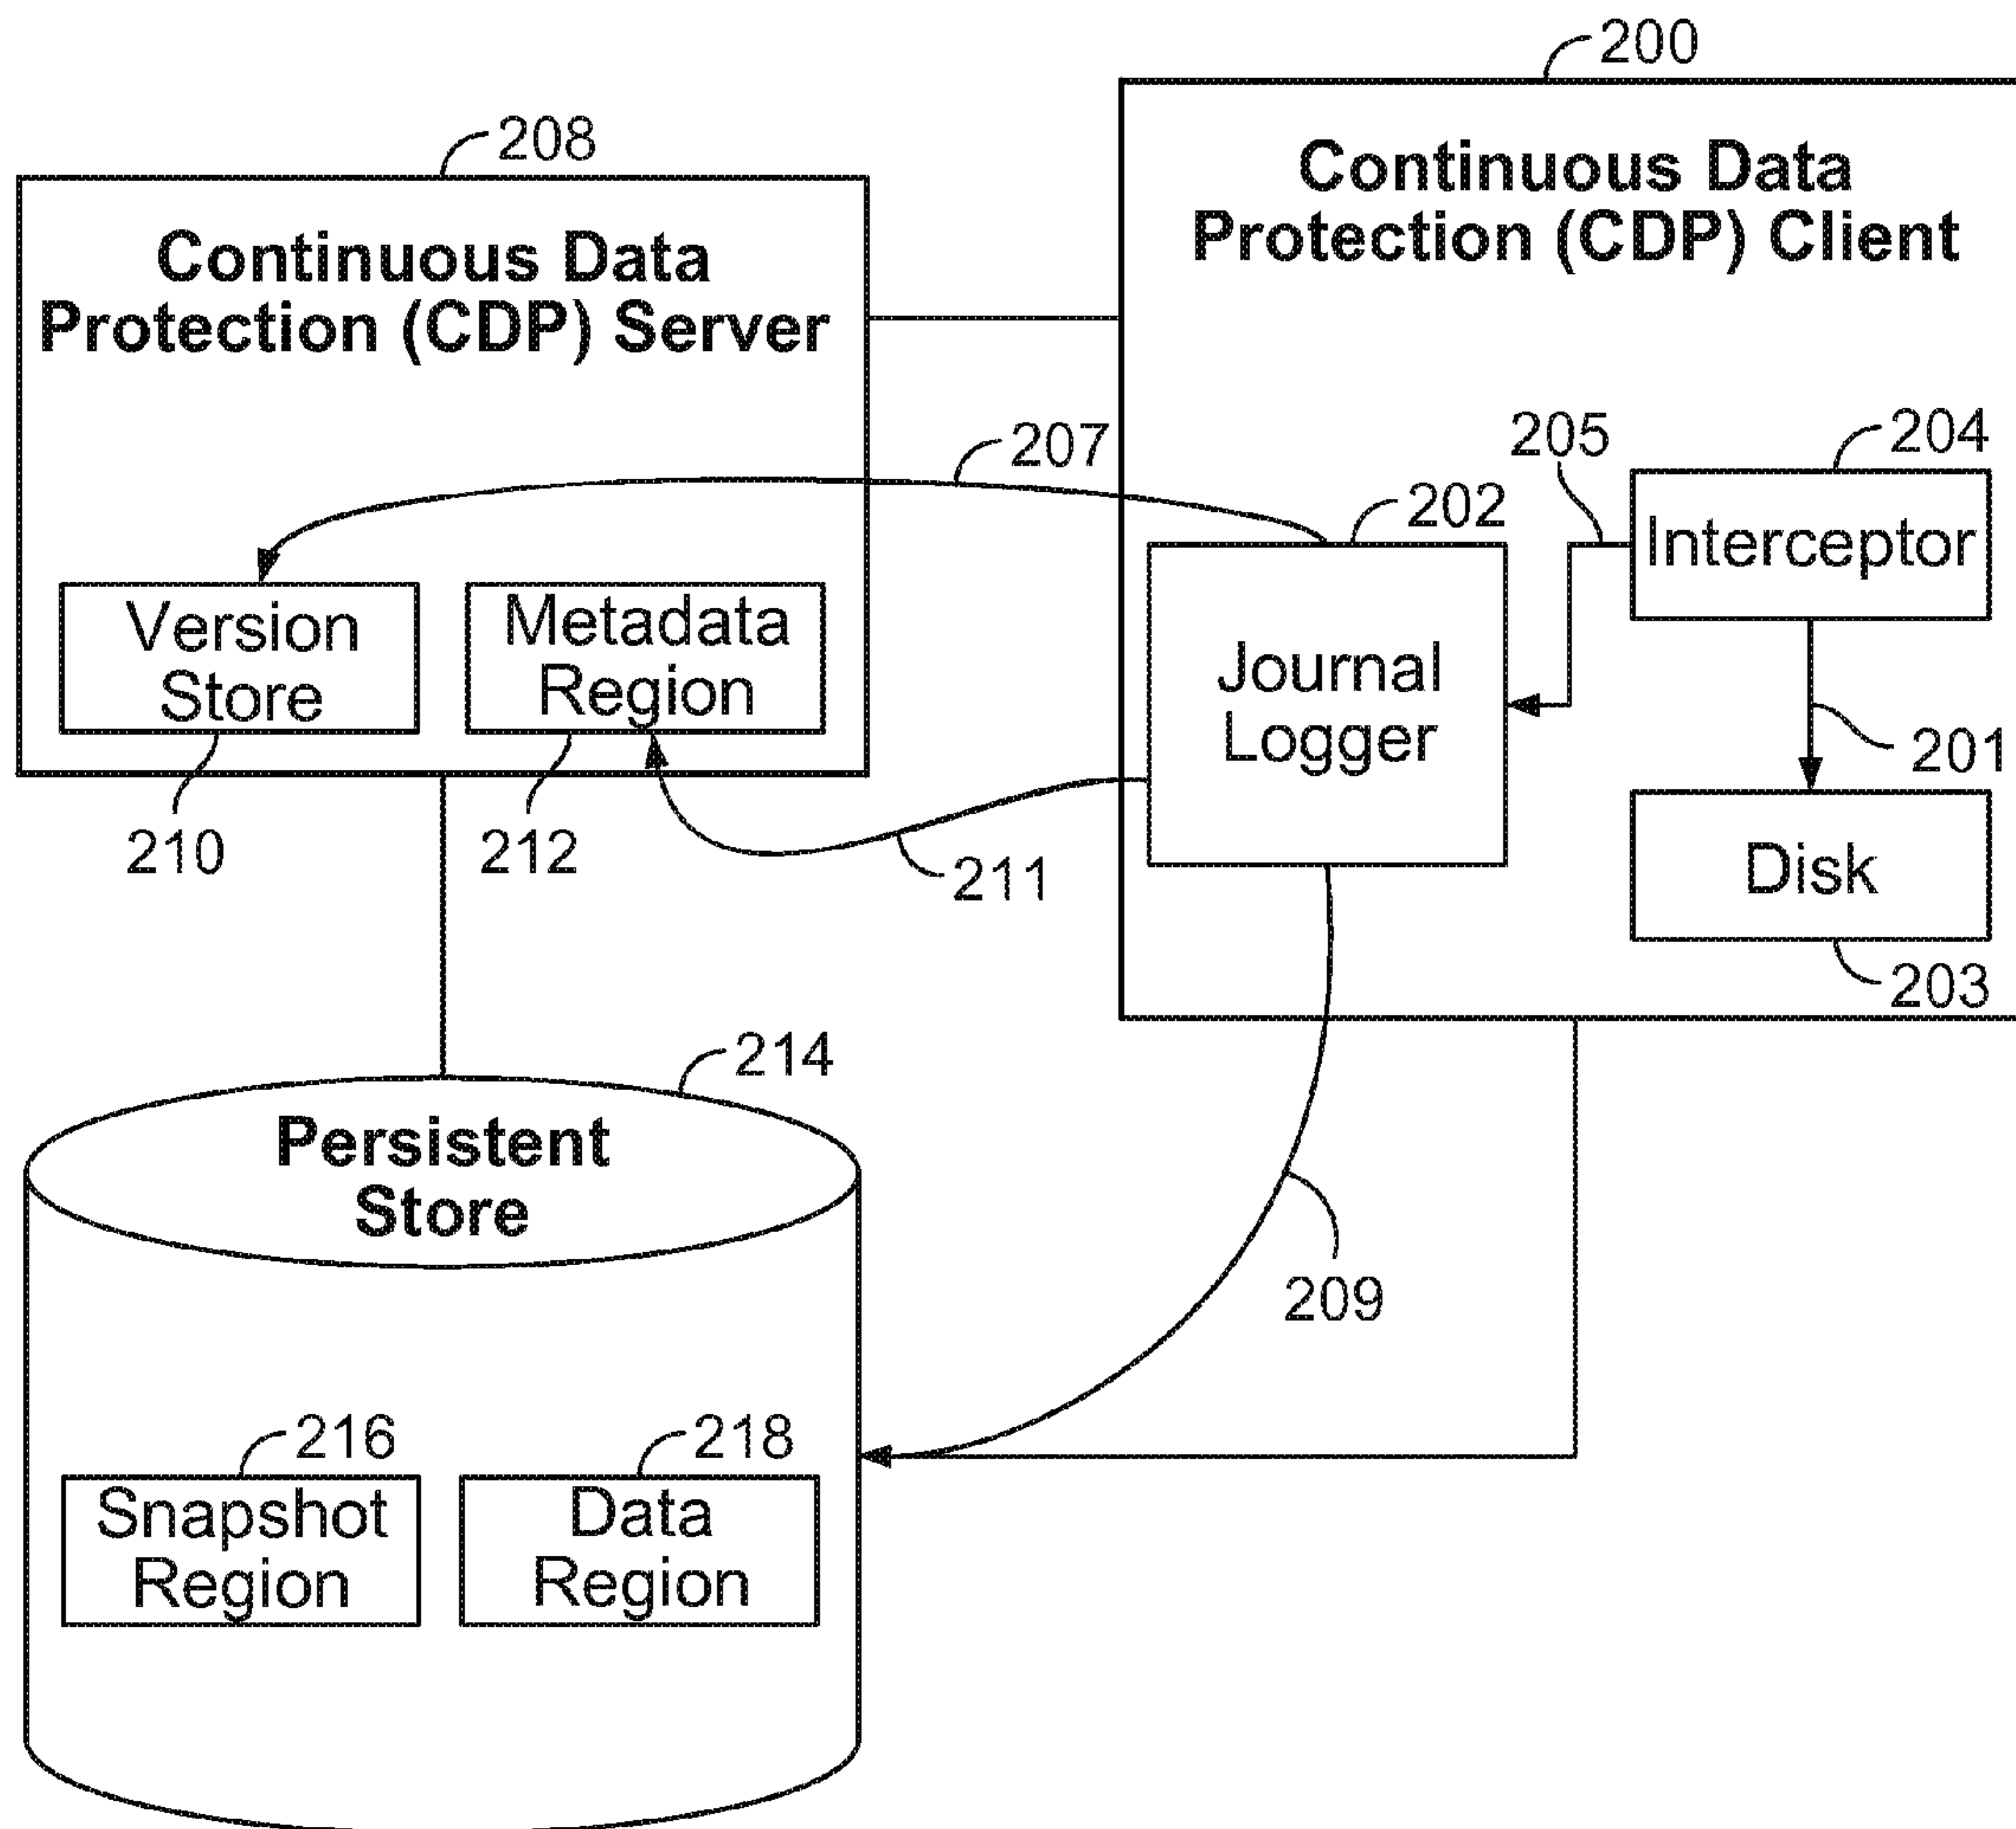 200
208
Continuous Data
Protection (CDP) Server
Continuous Data
Protection (CDP) Client
207
205
204
202
Interceptor
Version
Store
Metadata
Region
Journal
Logger
201
210
212
211
Disk
203
214
Persistent
Store
209
216
218
Snapshot
Region
Data
Region